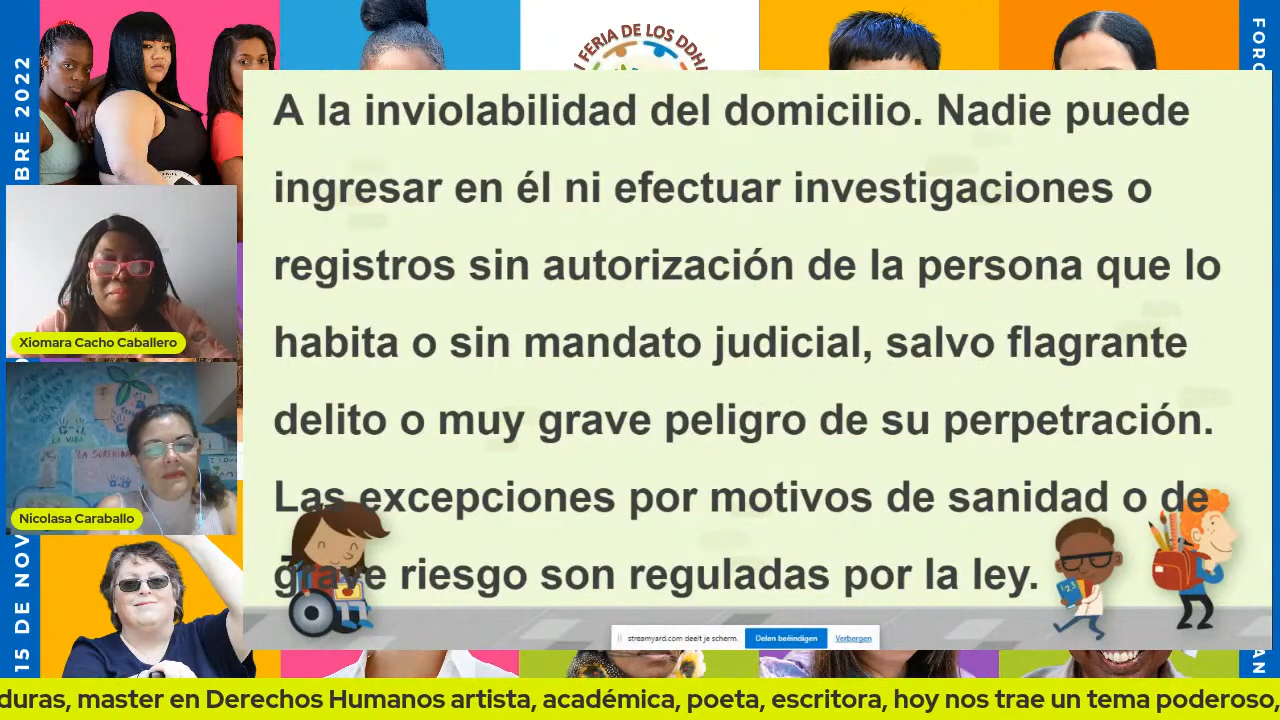 15 DE NOV
BRE 2022
I FERIA DE LOS DDH
FORO
AN
A la inviolabilidad del domicilio. Nadie puede
ingresar en él ni efectuar investigaciones o
registros sin autorización de la persona que lo
habita o sin mandato judicial, salvo flagrante
delito o muy grave peligro de su perpetración.
Las excepciones por motivos de sanidad o de
grave riesgo son reguladas por la ley.
Xiomara Cacho Caballero
Nicolasa Caraballo
streamyard.com deelt je scherm.
Delen beëindigen
Verbergen
duras, master en Derechos Humanos artista, académica, poeta, escritora, hoy nos trae un tema poderoso,